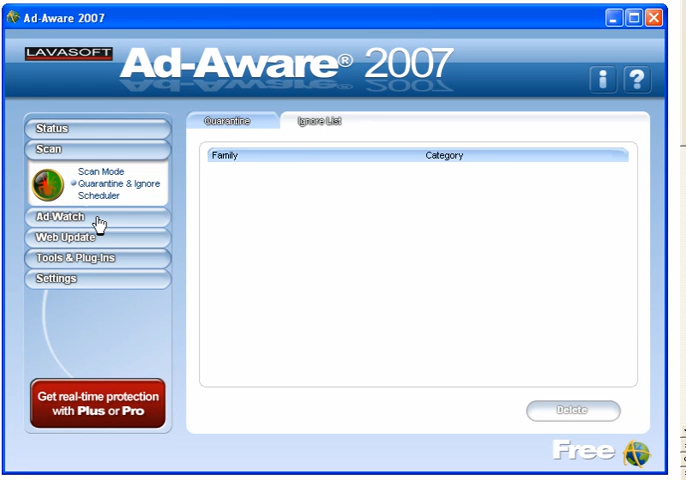 Ad-Aware 2007
LAVASOFT
Ad-Aware® 2007
i ?
Status
Scan
Scan Mode
Quarantine & Ignore
Scheduler
Ad-Watch
Web Update
Tools & Plug-Ins
Settings
Get real-time protection
with Plus or Pro
Quarantine Ignore List
Family Category
Delete
Free